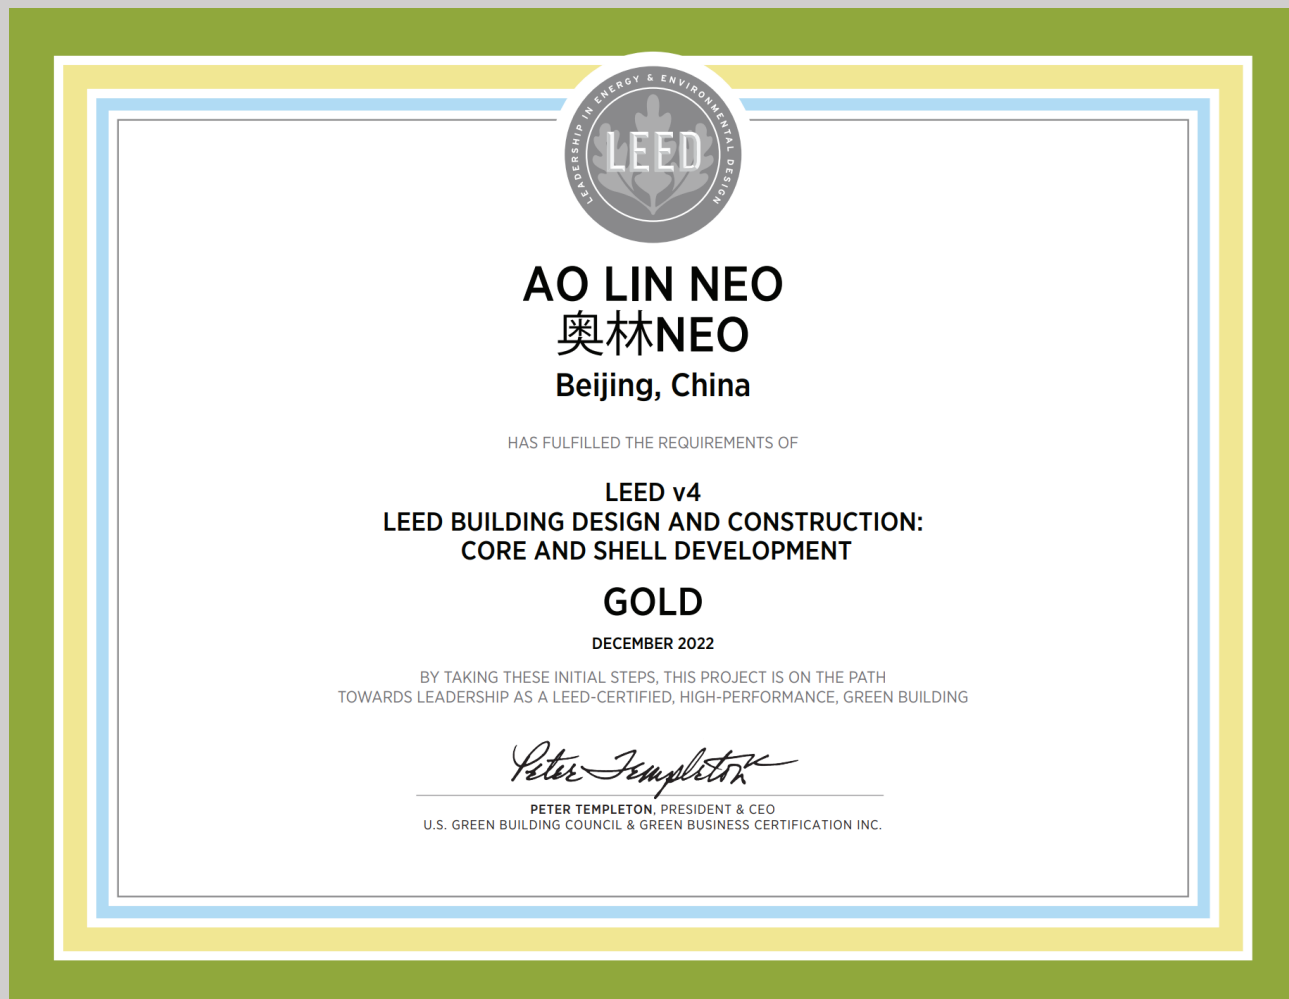 LEADERSHIP IN ENERGY & ENVIRONMENTAL DESIGN
LEED
AO LIN NEO
奥林NEO
Beijing, China
HAS FULFILLED THE REQUIREMENTS OF
LEED v4
LEED BUILDING DESIGN AND CONSTRUCTION:
CORE AND SHELL DEVELOPMENT
GOLD
DECEMBER 2022
BY TAKING THESE INITIAL STEPS, THIS PROJECT IS ON THE PATH
TOWARDS LEADERSHIP AS A LEED-CERTIFIED, HIGH-PERFORMANCE, GREEN BUILDING
Peter Templeton
PETER TEMPLETON, PRESIDENT & CEO
U.S. GREEN BUILDING COUNCIL & GREEN BUSINESS CERTIFICATION INC.